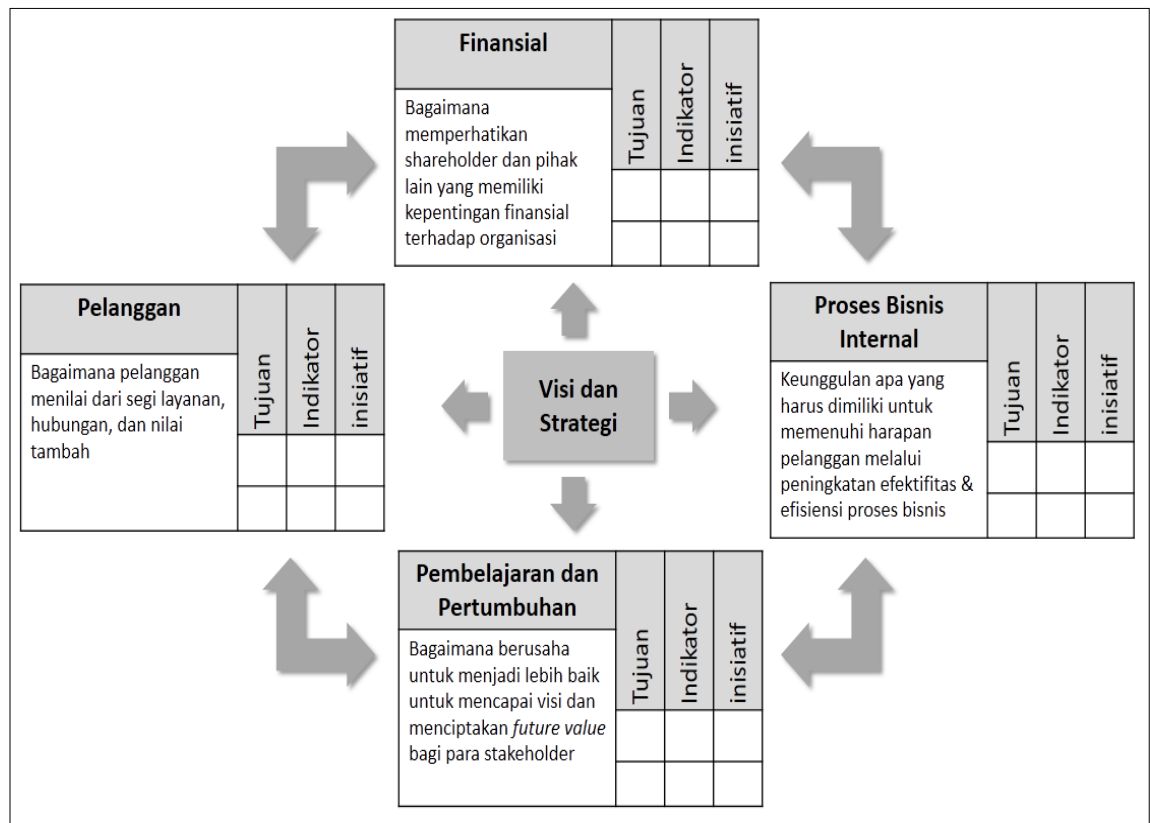 Finansial
Tujuan
Indikator
inisiatif
Bagaimana
memperhatikan
shareholder dan pihak
lain yang memiliki
kepentingan finansial
terhadap organisasi
Pelanggan
Tujuan
Indikator
inisiatif
Bagaimana pelanggan
menilai dari segi layanan,
hubungan, dan nilai
tambah
Visi dan
Strategi
Proses Bisnis
Internal
Tujuan
Indikator
inisiatif
Keunggulan apa yang
harus dimiliki untuk
memenuhi harapan
pelanggan melalui
peningkatan efektifitas &
efisiensi proses bisnis
Pembelajaran dan
Pertumbuhan
Tujuan
Indikator
inisiatif
Bagaimana berusaha
untuk menjadi lebih baik
untuk mencapai visi dan
menciptakan future value
bagi para stakeholder